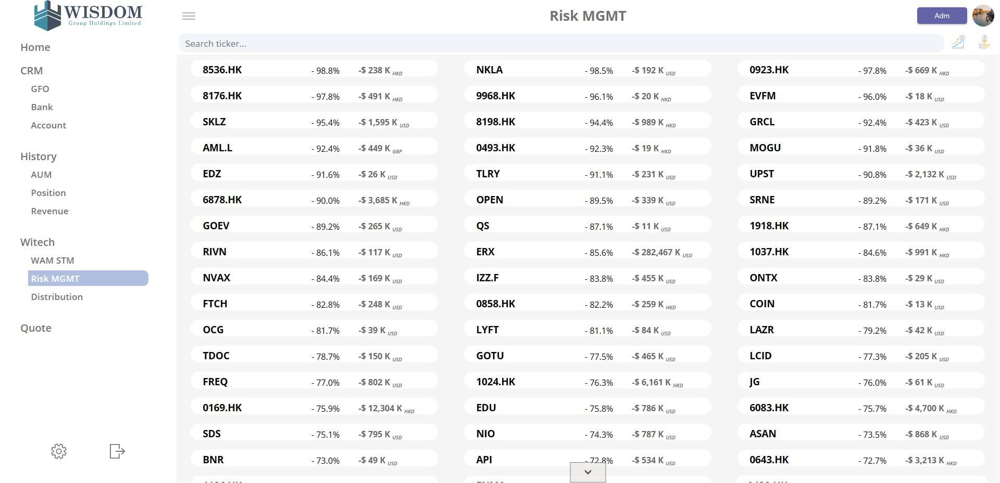 WISDOM
Group Holdings Limited
Risk MGMT
Adm
Search ticker...
Home
CRM
GFO
Bank
Account
History
AUM
Position
Revenue
Witech
WAM STM
Risk MGMT
Distribution
Quote
8536.HK - 98.8% -$ 238 K HKD
NKLA - 98.5% -$ 192 K USD
0923.HK - 97.8% -$ 669 K HKD
8176.HK - 97.8% -$ 491 K HKD
9968.HK - 96.1% -$ 20 K HKD
EVFM - 96.0% -$ 18 K USD
SKLZ - 95.4% -$ 1,595 K USD
8198.HK - 94.4% -$ 989 K HKD
GRCL - 92.4% -$ 423 K USD
AML.L - 92.4% -$ 449 K GBP
0493.HK - 92.3% -$ 19 K HKD
MOGU - 91.8% -$ 36 K USD
EDZ - 91.6% -$ 26 K USD
TLRY - 91.1% -$ 231 K USD
UPST - 90.8% -$ 2,132 K USD
6878.HK - 90.0% -$ 3,685 K HKD
OPEN - 89.5% -$ 339 K USD
SRNE - 89.2% -$ 171 K USD
GOEV - 89.2% -$ 265 K USD
QS - 87.1% -$ 11 K USD
1918.HK - 87.1% -$ 649 K HKD
RIVN - 86.1% -$ 117 K USD
ERX - 85.6% -$ 282,467 K USD
1037.HK - 84.6% -$ 991 K HKD
NVAX - 84.4% -$ 169 K USD
IZZ.F - 83.8% -$ 455 K USD
ONTX - 83.8% -$ 29 K USD
FTCH - 82.8% -$ 248 K USD
0858.HK - 82.2% -$ 259 K HKD
COIN - 81.7% -$ 13 K USD
OCG - 81.7% -$ 39 K USD
LYFT - 81.1% -$ 84 K USD
LAZR - 79.2% -$ 42 K USD
TDOC - 78.7% -$ 150 K USD
GOTU - 77.5% -$ 465 K USD
LCID - 77.3% -$ 205 K USD
FREQ - 77.0% -$ 802 K USD
1024.HK - 76.3% -$ 6,161 K HKD
JG - 76.0% -$ 61 K USD
0169.HK - 75.9% -$ 12,304 K HKD
EDU - 75.8% -$ 786 K USD
6083.HK - 75.7% -$ 4,700 K HKD
SDS - 75.1% -$ 795 K USD
NIO - 74.3% -$ 787 K USD
ASAN - 73.5% -$ 868 K USD
BNR - 73.0% -$ 49 K USD
API - 72.8% -$ 534 K USD
0643.HK - 72.7% -$ 3,213 K HKD